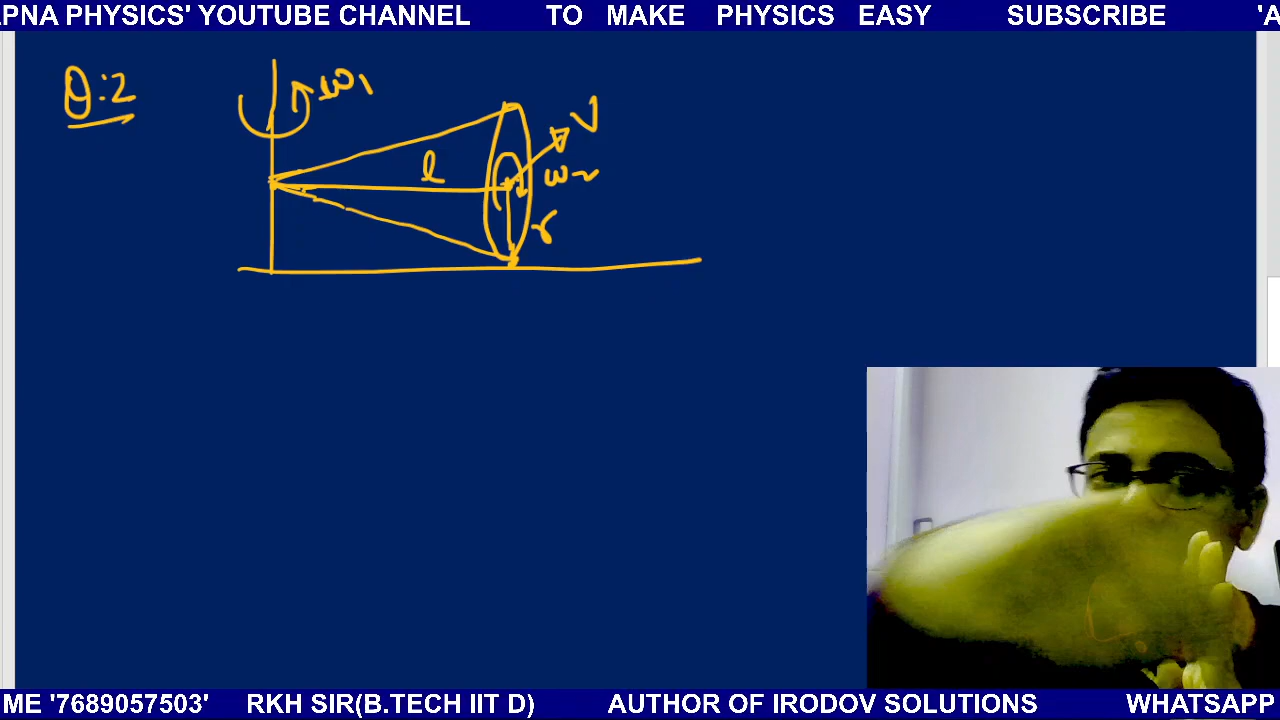 APNA PHYSICS' YOUTUBE CHANNEL TO MAKE PHYSICS EASY SUBSCRIBE 'A
Q:2
ω1
V
l
ω2
r
ME '7689057503' RKH SIR(B.TECH IIT D) AUTHOR OF IRODOV SOLUTIONS WHATSAPP